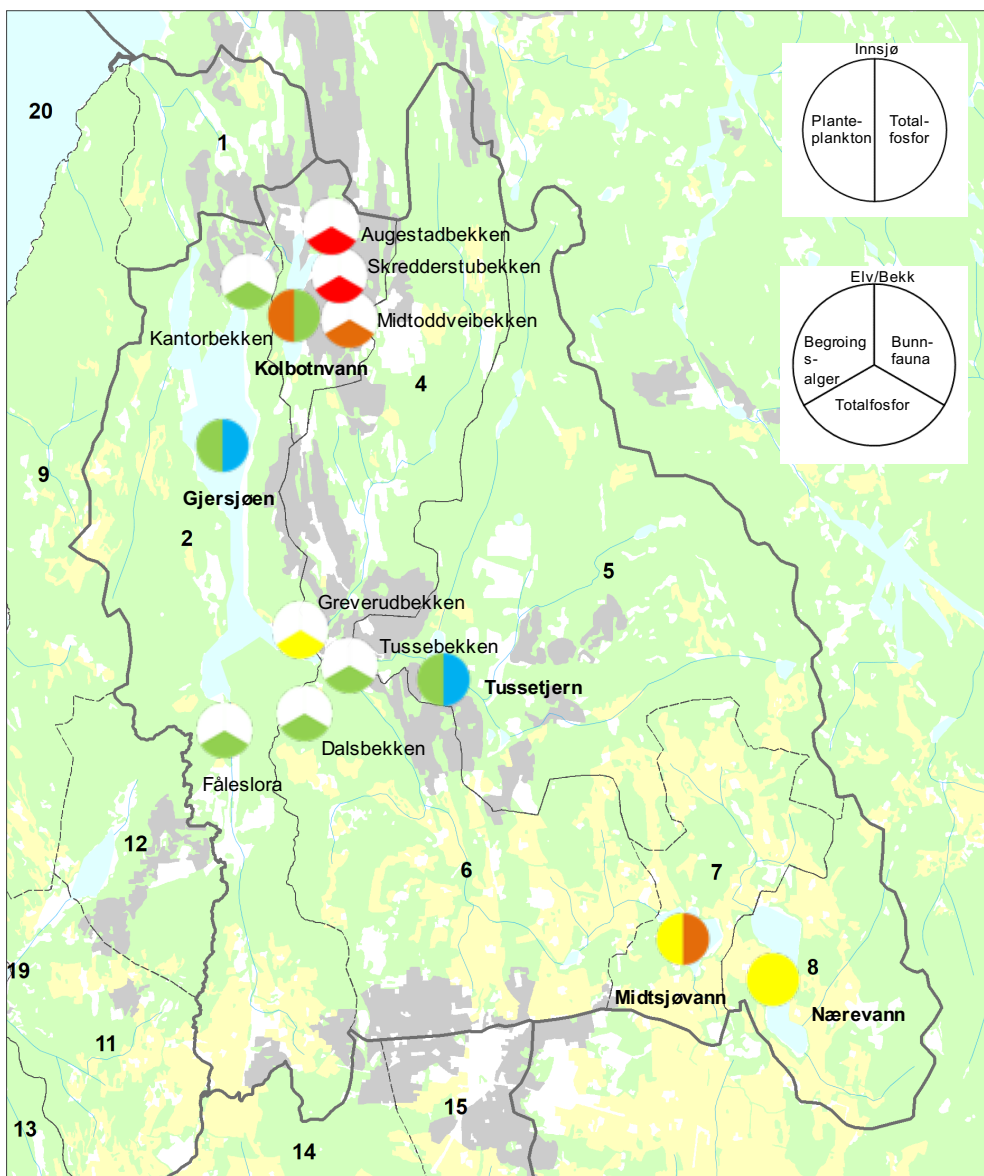 Innsjø
Plante-
plankton
Total-
fosfor
Elv/Bekk
Begroing
s-
alger
Bunn-
fauna
Totalfosfor
20
1
Augestadbekken
Skredderstubekken
Midtoddveibekken
Kantorbekken
Kolbotnvann
4
9
Gjersjøen
2
5
Greverudbekken
Tussebekken
Tussetjern
Dalsbekken
Fåleslora
12
6
7
19
8
Midtsjøvann
Nærevann
11
15
13
14